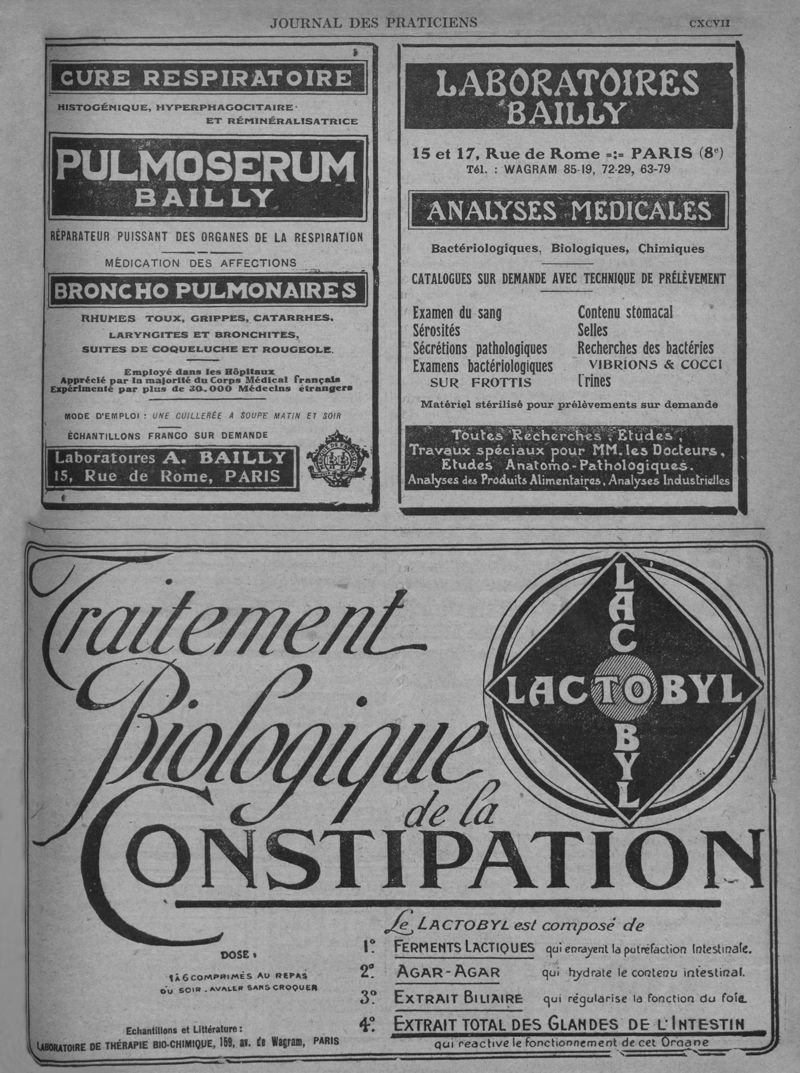 JOURNAL DES PRATICIENS
CXCVII
CURE RESPIRATOIRE
HISTOGÉNIQUE, HYPERPHAGOCITAIRE
ET RÉMINÉRALISATRICE
PULMOSERUM
BAILLY
RÉPARATEUR PUISSANT DES ORGANES DE LA RESPIRATION
MÉDICATION DES AFFECTIONS
BRONCHO PULMONAIRES
RHUMES TOUX, GRIPPES, CATARRHES,
LARYNGITES ET BRONCHITES,
SUITES DE COQUELUCHE ET ROUGEOLE.
Employé dans les Hôpitaux
Apprécié par la majorité du Corps Médical français
Expérimenté par plus de 30.000 Médecins étrangers
MODE D'EMPLOI : UNE CUILLERÉE A SOUPE MATIN ET SOIR
ÉCHANTILLONS FRANCO SUR DEMANDE
Laboratoires A. BAILLY
15, Rue de Rome, PARIS
LABORATOIRES
BAILLY
15 et 17, Rue de Rome =:= PARIS (8e)
Tél. : WAGRAM 85-19, 72-29, 63-79
ANALYSES MEDICALES
Bactériologiques, Biologiques, Chimiques
CATALOGUES SUR DEMANDE AVEC TECHNIQUE DE PRÉLÈVEMENT
Examen du sang
Sérosités
Sécrétions pathologiques
Examens bactériologiques
SUR FROTTIS
Contenu stomacal
Selles
Recherches des bactéries
VIBRIONS & COCCI
Urines
Matériel stérilisé pour prélèvements sur demande
Toutes Recherches, Etudes,
Travaux spéciaux pour MM. les Docteurs,
Etudes Anatomo-Pathologiques.
Analyses des Produits Alimentaires, Analyses Industrielles
Traitement
Biologique
de la
CONSTIPATION
LACTOBYL
LACTOBYL
Le LACTOBYL est composé de
1º FERMENTS LACTIQUES qui enrayent la putréfaction Intestinale.
2º AGAR-AGAR qui hydrate le contenu intestinal.
3º EXTRAIT BILIAIRE qui régularise la fonction du foie
4º EXTRAIT TOTAL DES GLANDES DE L'INTESTIN
qui reactive le fonctionnement de cet Organe
DOSE :
1 à 6 COMPRIMÉS AU REPAS
DU SOIR . AVALER SANS CROQUER
Echantillons et Littérature :
LABORATOIRE DE THÉRAPIE BIO-CHIMIQUE, 159, av. de Wagram, PARIS